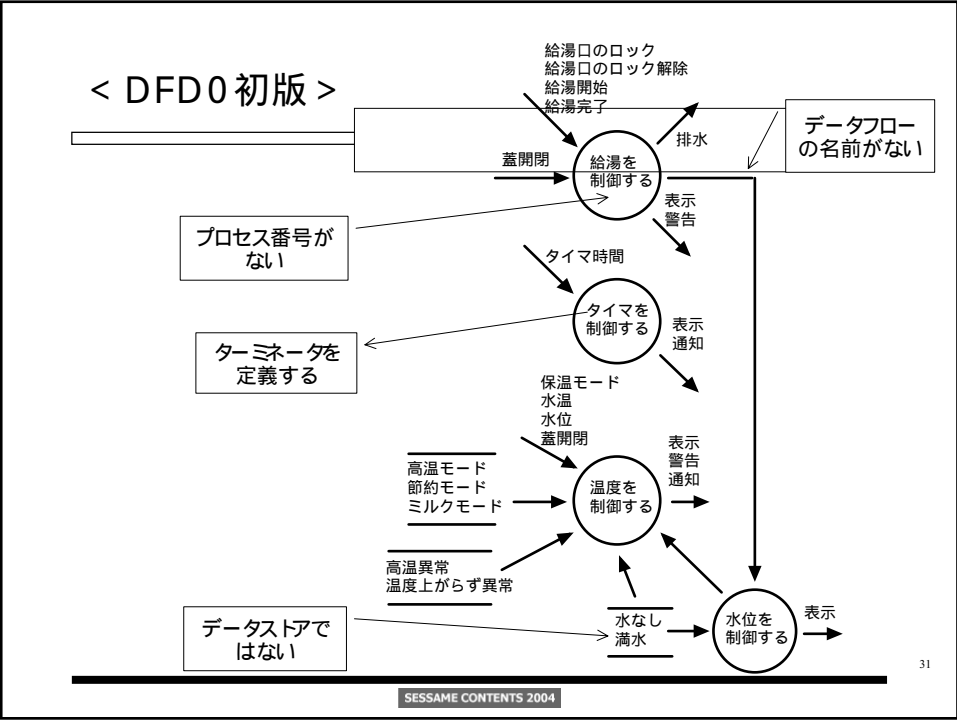 < DFD0初版 >
給湯口のロック
給湯口のロック解除
給湯開始
給湯完了
排水
データフロー
の名前がない
蓋開閉
給湯を
制御する
表示
警告
プロセス番号が
ない
タイマ時間
タイマを
制御する
表示
通知
ターミネータを
定義する
保温モード
水温
水位
蓋開閉
高温モード
節約モード
ミルクモード
温度を
制御する
表示
警告
通知
高温異常
温度上がらず異常
データストアで
はない
水なし
満水
水位を
制御する
表示
31
SESSAME CONTENTS 2004